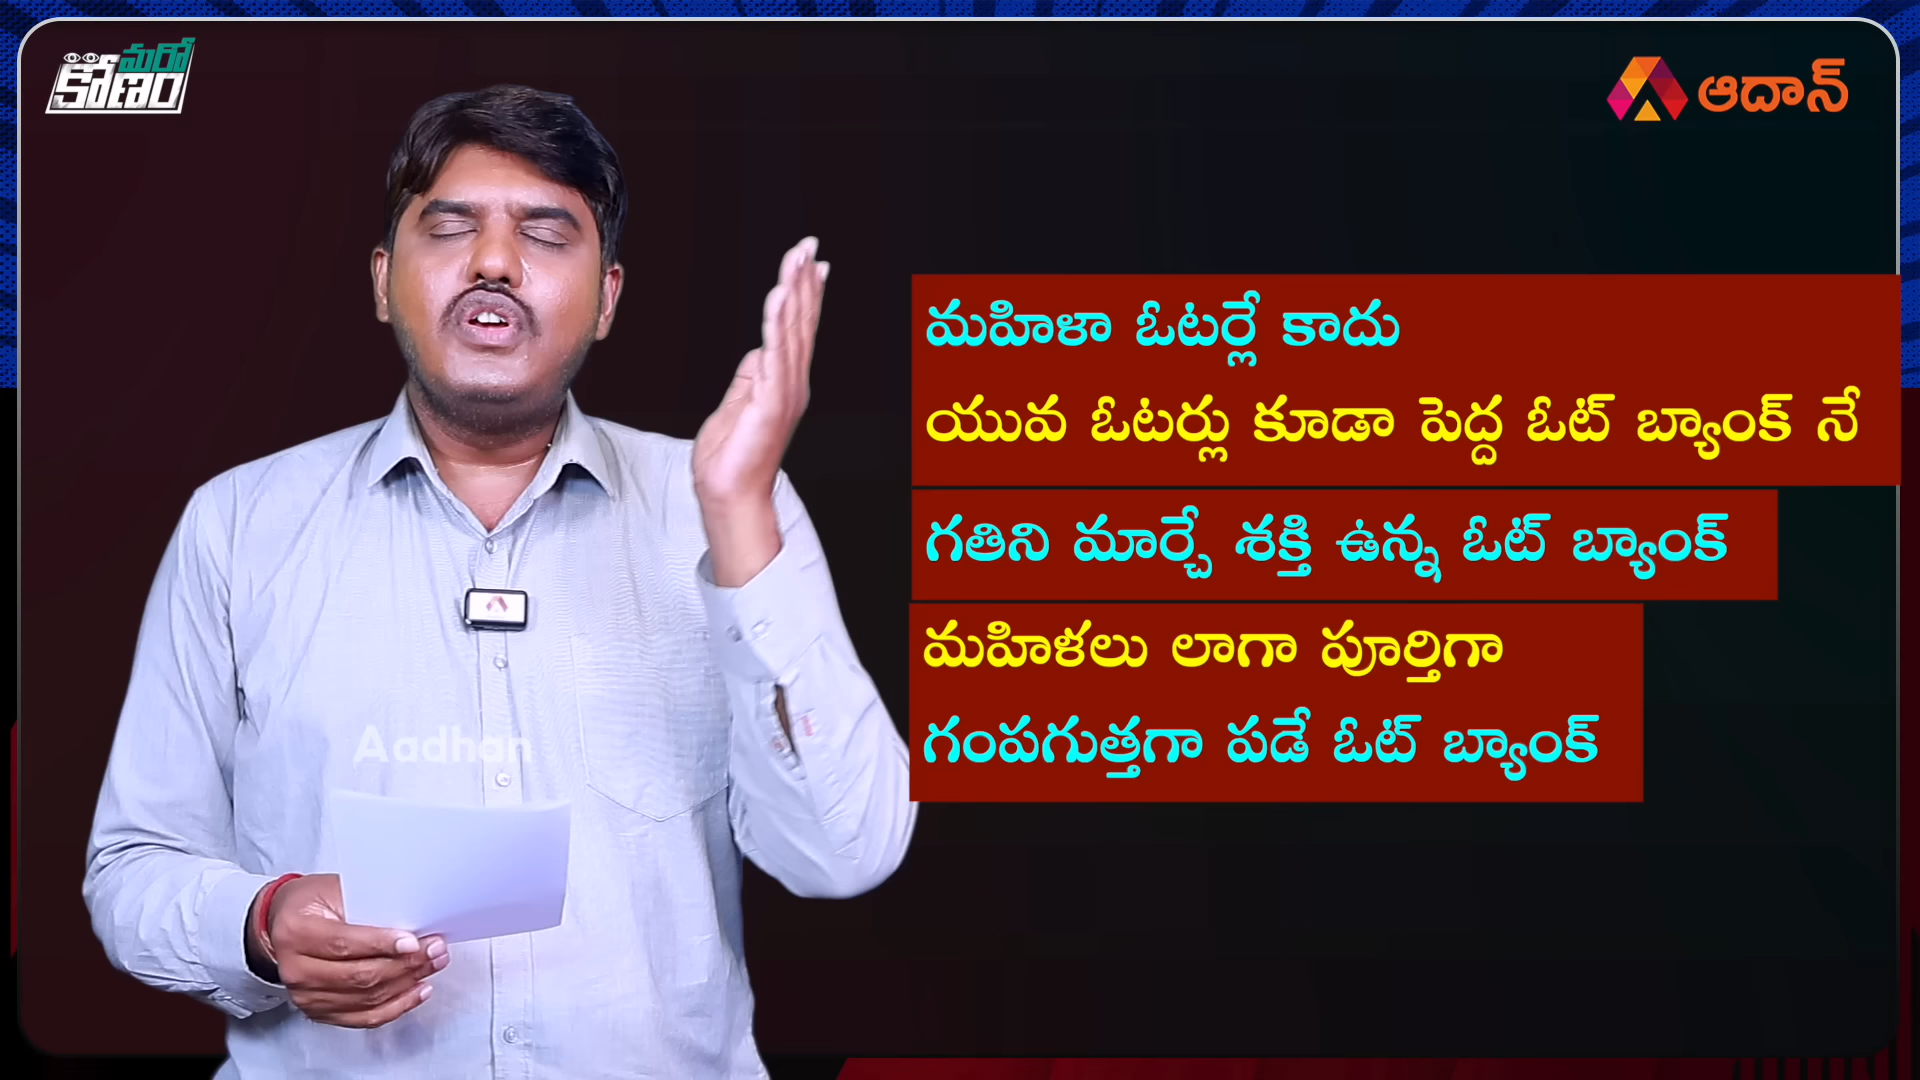 మరో
కోణం
ఆదాన్
మహిళా ఓటర్లే కాదు
యువ ఓటర్లు కూడా పెద్ద ఓట్ బ్యాంక్ నే
గతిని మార్చే శక్తి ఉన్న ఓట్ బ్యాంక్
మహిళలు లాగా పూర్తిగా
గంపగుత్తగా పడే ఓట్ బ్యాంక్
Aadhan